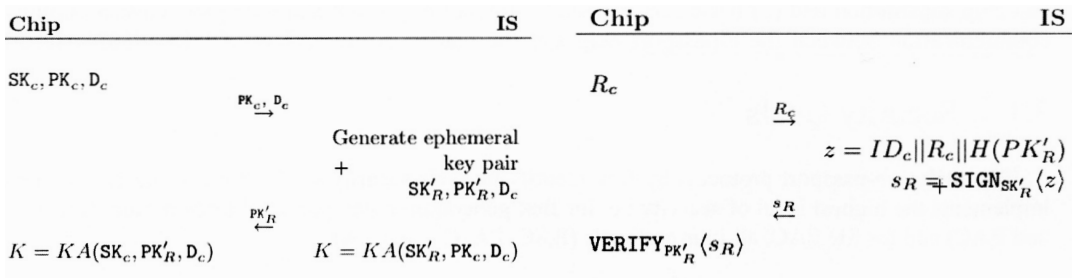 Chip IS
SK_c, PK_c, D_c
PK_c, D_c
→
Generate ephemeral
+ key pair
SK'_R, PK'_R, D_c
PK'_R
←
K = KA(SK_c, PK'_R, D_c) K = KA(SK'_R, PK_c, D_c)
Chip IS
R_c
R_c
→
z = ID_c||R_c||H(PK'_R)
s_R = SIGN_SK'_R⟨z⟩
+
s_R
←
VERIFY_PK'_R⟨s_R⟩